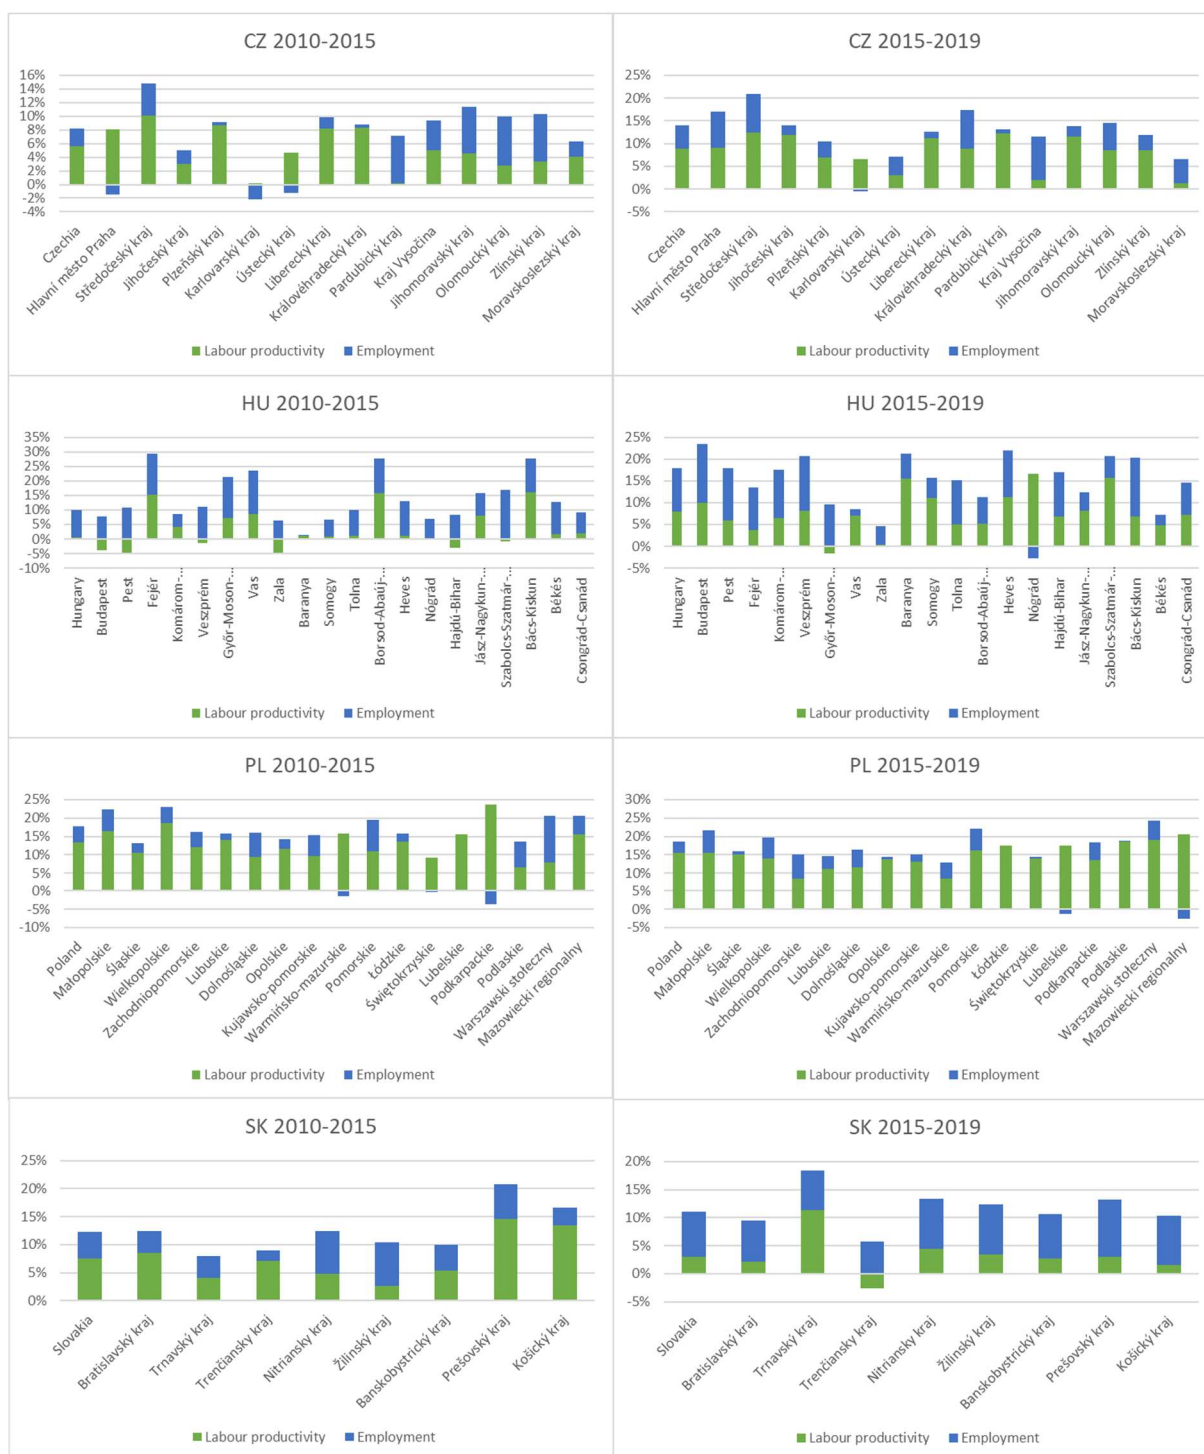 CZ 2010-2015
16%
14%
12%
10%
8%
6%
4%
2%
0%
-2%
-4%
Czechia
Hlavní město Praha
Středočeský kraj
Jihočeský kraj
Plzeňský kraj
Karlovarský kraj
Ústecký kraj
Liberecký kraj
Královéhradecký kraj
Pardubický kraj
Kraj Vysočina
Jihomoravský kraj
Olomoucký kraj
Zlínský kraj
Moravskoslezský kraj
Labour productivity Employment
CZ 2015-2019
25%
20%
15%
10%
5%
0%
-5%
Czechia
Hlavní město Praha
Středočeský kraj
Jihočeský kraj
Plzeňský kraj
Karlovarský kraj
Ústecký kraj
Liberecký kraj
Královéhradecký kraj
Pardubický kraj
Kraj Vysočina
Jihomoravský kraj
Olomoucký kraj
Zlínský kraj
Moravskoslezský kraj
Labour productivity Employment
HU 2010-2015
35%
30%
25%
20%
15%
10%
5%
0%
-5%
-10%
Hungary
Budapest
Pest
Fejér
Komárom-...
Veszprém
Győr-Moson-...
Vas
Zala
Baranya
Somogy
Tolna
Borsod-Abaúj-...
Heves
Nógrád
Hajdú-Bihar
Jász-Nagykun-...
Szabolcs-Szatmár-...
Bács-Kiskun
Békés
Csongrád-Csanád
Labour productivity Employment
HU 2015-2019
25%
20%
15%
10%
5%
0%
-5%
Hungary
Budapest
Pest
Fejér
Komárom-...
Veszprém
Győr-Moson-...
Vas
Zala
Baranya
Somogy
Tolna
Borsod-Abaúj-...
Heves
Nógrád
Hajdú-Bihar
Jász-Nagykun-...
Szabolcs-Szatmár-...
Bács-Kiskun
Békés
Csongrád-Csanád
Labour productivity Employment
PL 2010-2015
25%
20%
15%
10%
5%
0%
-5%
-10%
Poland
Małopolskie
Śląskie
Wielkopolskie
Zachodniopomorskie
Lubuskie
Dolnośląskie
Opolskie
Kujawsko-pomorskie
Warmińsko-mazurskie
Pomorskie
Łódzkie
Świętokrzyskie
Lubelskie
Podkarpackie
Podlaskie
Warszawski stołeczny
Mazowiecki regionalny
Labour productivity Employment
PL 2015-2019
30%
25%
20%
15%
10%
5%
0%
-5%
Poland
Małopolskie
Śląskie
Wielkopolskie
Zachodniopomorskie
Lubuskie
Dolnośląskie
Opolskie
Kujawsko-pomorskie
Warmińsko-mazurskie
Pomorskie
Łódzkie
Świętokrzyskie
Lubelskie
Podkarpackie
Podlaskie
Warszawski stołeczny
Mazowiecki regionalny
Labour productivity Employment
SK 2010-2015
25%
20%
15%
10%
5%
0%
Slovakia
Bratislavský kraj
Trnavský kraj
Trenčiansky kraj
Nitriansky kraj
Žilinský kraj
Banskobystrický kraj
Prešovský kraj
Košický kraj
Labour productivity Employment
SK 2015-2019
20%
15%
10%
5%
0%
-5%
Slovakia
Bratislavský kraj
Trnavský kraj
Trenčiansky kraj
Nitriansky kraj
Žilinský kraj
Banskobystrický kraj
Prešovský kraj
Košický kraj
Labour productivity Employment